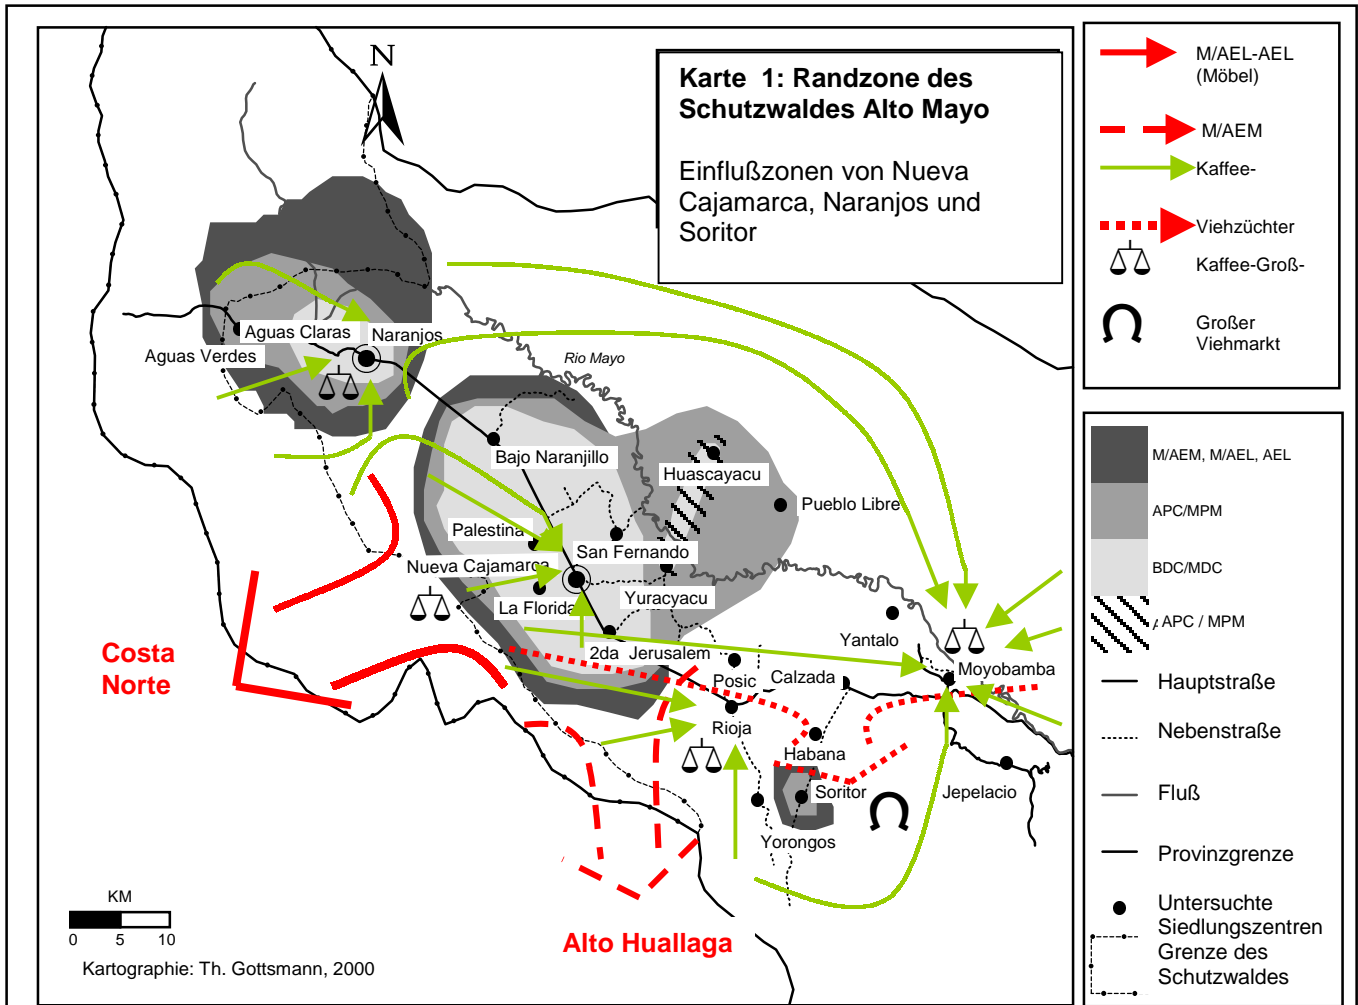 N
Karte 1: Randzone des
Schutzwaldes Alto Mayo
Einflußzonen von Nueva
Cajamarca, Naranjos und
Soritor
Aguas Claras
Naranjos
Aguas Verdes
Rio Mayo
Bajo Naranjillo
Huascayacu
Pueblo Libre
Palestina
San Fernando
Nueva Cajamarca
La Florida
Yuracyacu
2da Jerusalem
Yantalo
Moyobamba
Posic
Calzada
Rioja
Habana
Soritor
Jepelacio
Yorongos
Costa
Norte
Alto Huallaga
KM
0 5 10
Kartographie: Th. Gottsmann, 2000
M/AEL-AEL
(Möbel)
M/AEM
Kaffee-
Viehzüchter
Kaffee-Groß-
Großer
Viehmarkt
M/AEM, M/AEL, AEL
APC/MPM
BDC/MDC
APC / MPM
Hauptstraße
Nebenstraße
Fluß
Provinzgrenze
Untersuchte
Siedlungszentren
Grenze des
Schutzwaldes